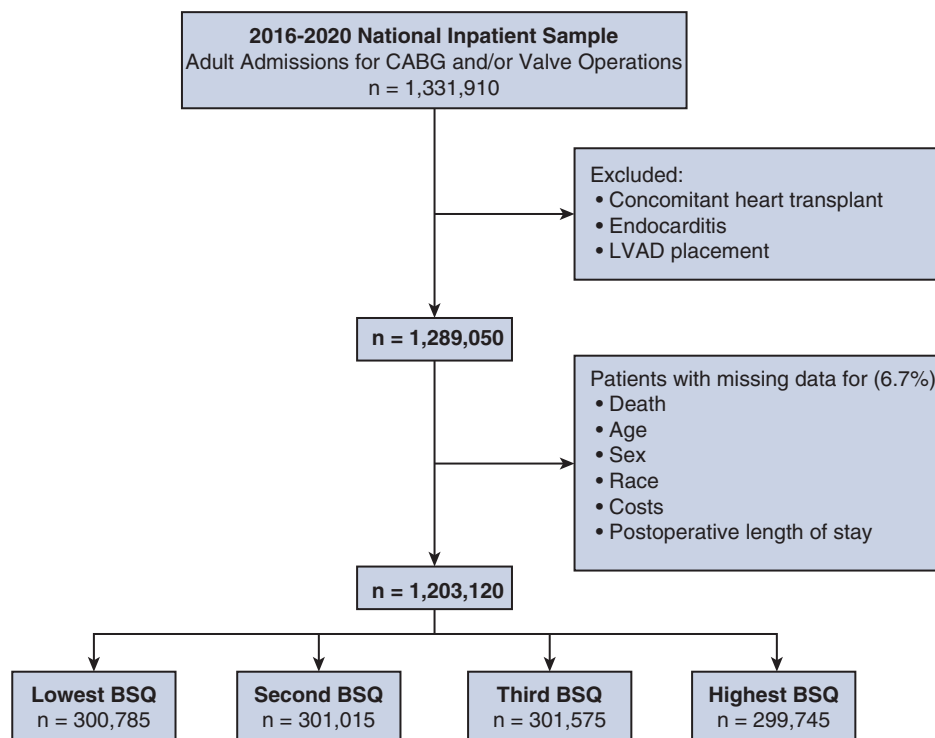 2016-2020 National Inpatient Sample
Adult Admissions for CABG and/or Valve Operations
n = 1,331,910
Excluded:
• Concomitant heart transplant
• Endocarditis
• LVAD placement
n = 1,289,050
Patients with missing data for (6.7%)
• Death
• Age
• Sex
• Race
• Costs
• Postoperative length of stay
n = 1,203,120
Lowest BSQ
n = 300,785
Second BSQ
n = 301,015
Third BSQ
n = 301,575
Highest BSQ
n = 299,745